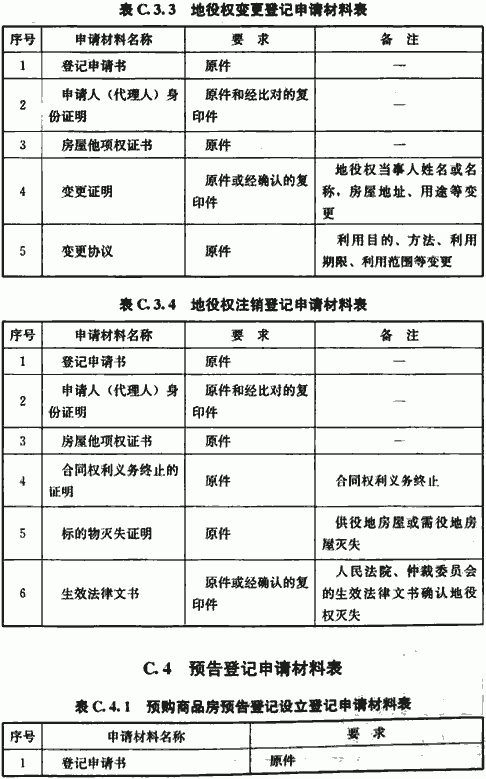 表 C.3.3 地役权变更登记申请材料表
序号 申请材料名称 要 求 备 注
1 登记申请书 原件 —
2 申请人（代理人）身份证明 原件和经比对的复印件 —
3 房屋他项权证书 原件 —
4 变更证明 原件或经确认的复印件 地役权当事人姓名或名称，房屋地址、用途等变更
5 变更协议 原件 利用目的、方法、利用期限、利用范围等变更
表 C.3.4 地役权注销登记申请材料表
序号 申请材料名称 要 求 备 注
1 登记申请书 原件 —
2 申请人（代理人）身份证明 原件和经比对的复印件 —
3 房屋他项权证书 原件 —
4 合同权利义务终止的证明 原件 合同权利义务终止
5 标的物灭失证明 原件 供役地房屋或需役地房屋灭失
6 生效法律文书 原件或经确认的复印件 人民法院、仲裁委员会的生效法律文书确认地役权灭失
C.4 预告登记申请材料表
表 C.4.1 预购商品房预告登记设立登记申请材料表
序号 申请材料名称 要 求
1 登记申请书 原件